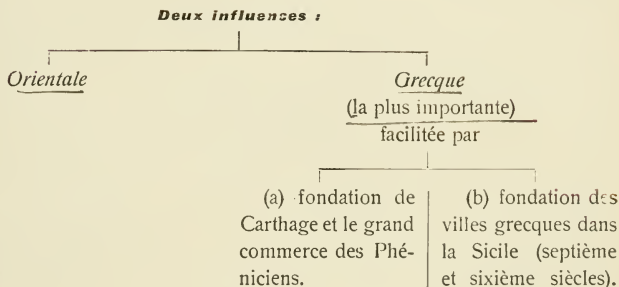 Deux influences :
Orientale
Grecque
(la plus importante)
facilitée par
(a) fondation de
Carthage et le grand
commerce des Phé-
niciens.
(b) fondation des
villes grecques dans
la Sicile (septième
et sixième siècles).